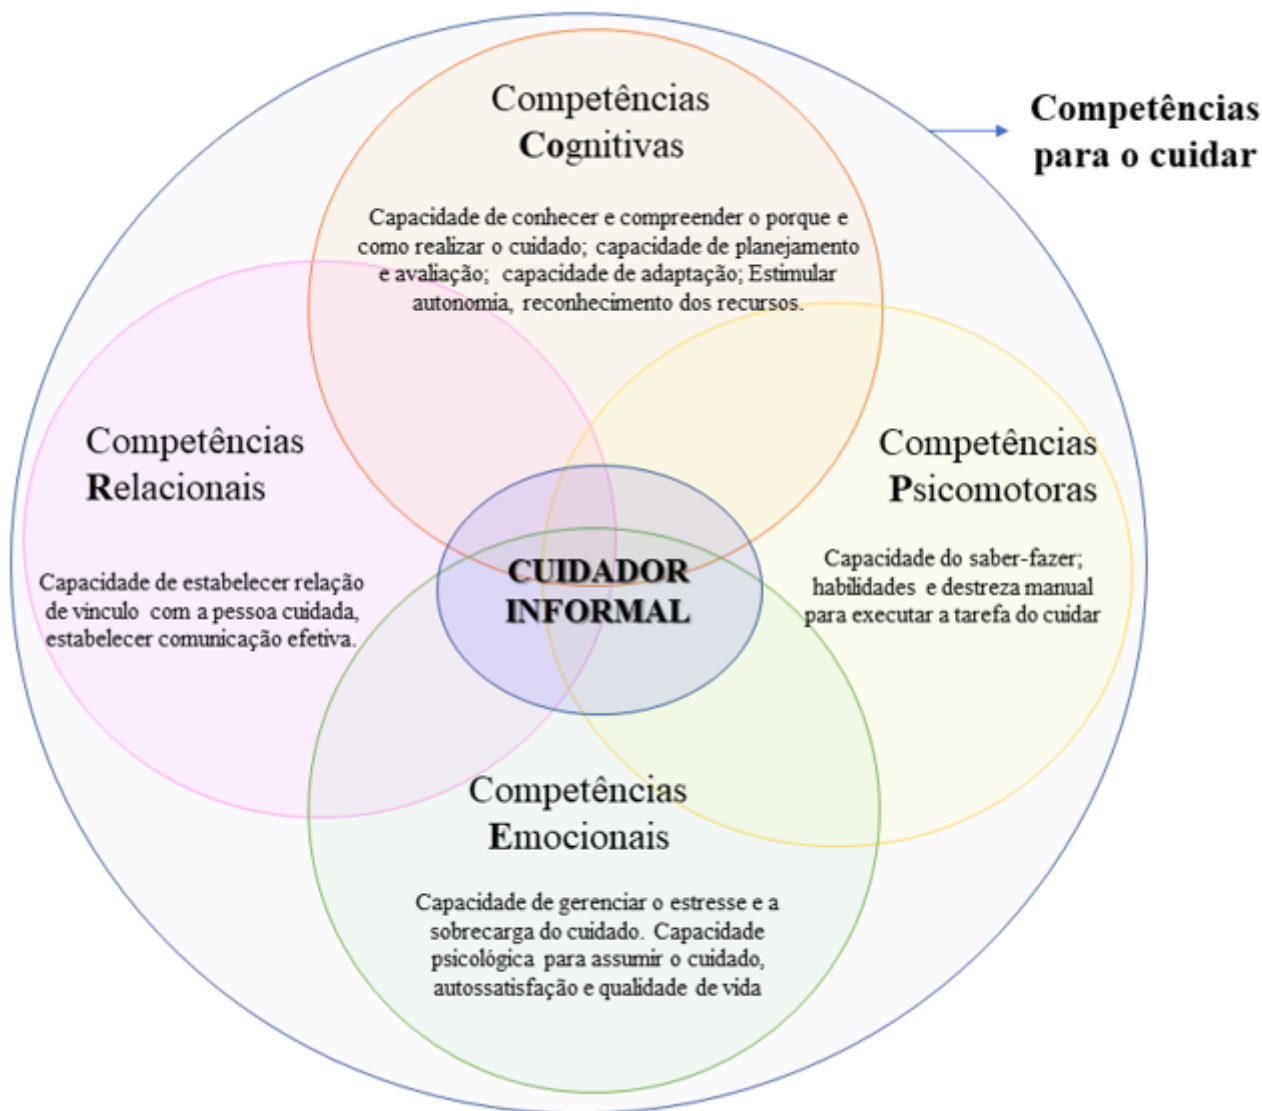 Competências
Cognitivas
Capacidade de conhecer e compreender o porque e
como realizar o cuidado; capacidade de planejamento
e avaliação; capacidade de adaptação; Estimular
autonomia, reconhecimento dos recursos.
Competências
para o cuidar
Competências
Relacionais
Capacidade de estabelecer relação
de vinculo com a pessoa cuidada,
estabelecer comunicação efetiva.
CUIDADOR
INFORMAL
Competências
Psicomotoras
Capacidade do saber-fazer;
habilidades e destreza manual
para executar a tarefa do cuidar
Competências
Emocionais
Capacidade de gerenciar o estresse e a
sobrecarga do cuidado. Capacidade
psicológica para assumir o cuidado,
autossatisfação e qualidade de vida